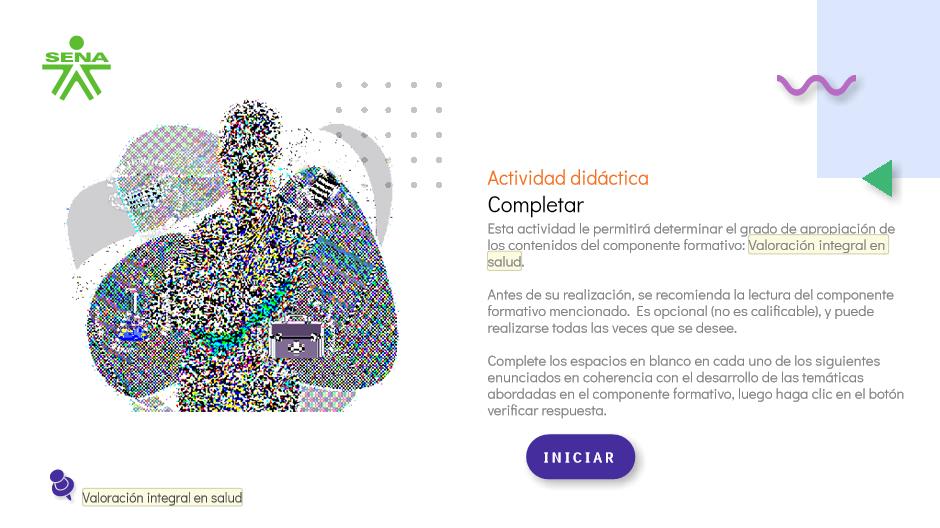 SENA
Actividad didáctica
Completar
Esta actividad le permitirá determinar el grado de apropiación de
los contenidos del componente formativo: Valoración integral en
salud.
Antes de su realización, se recomienda la lectura del componente
formativo mencionado. Es opcional (no es calificable), y puede
realizarse todas las veces que se desee.
Complete los espacios en blanco en cada uno de los siguientes
enunciados en coherencia con el desarrollo de las temáticas
abordadas en el componente formativo, luego haga clic en el botón
verificar respuesta.
INICIAR
Valoración integral en salud